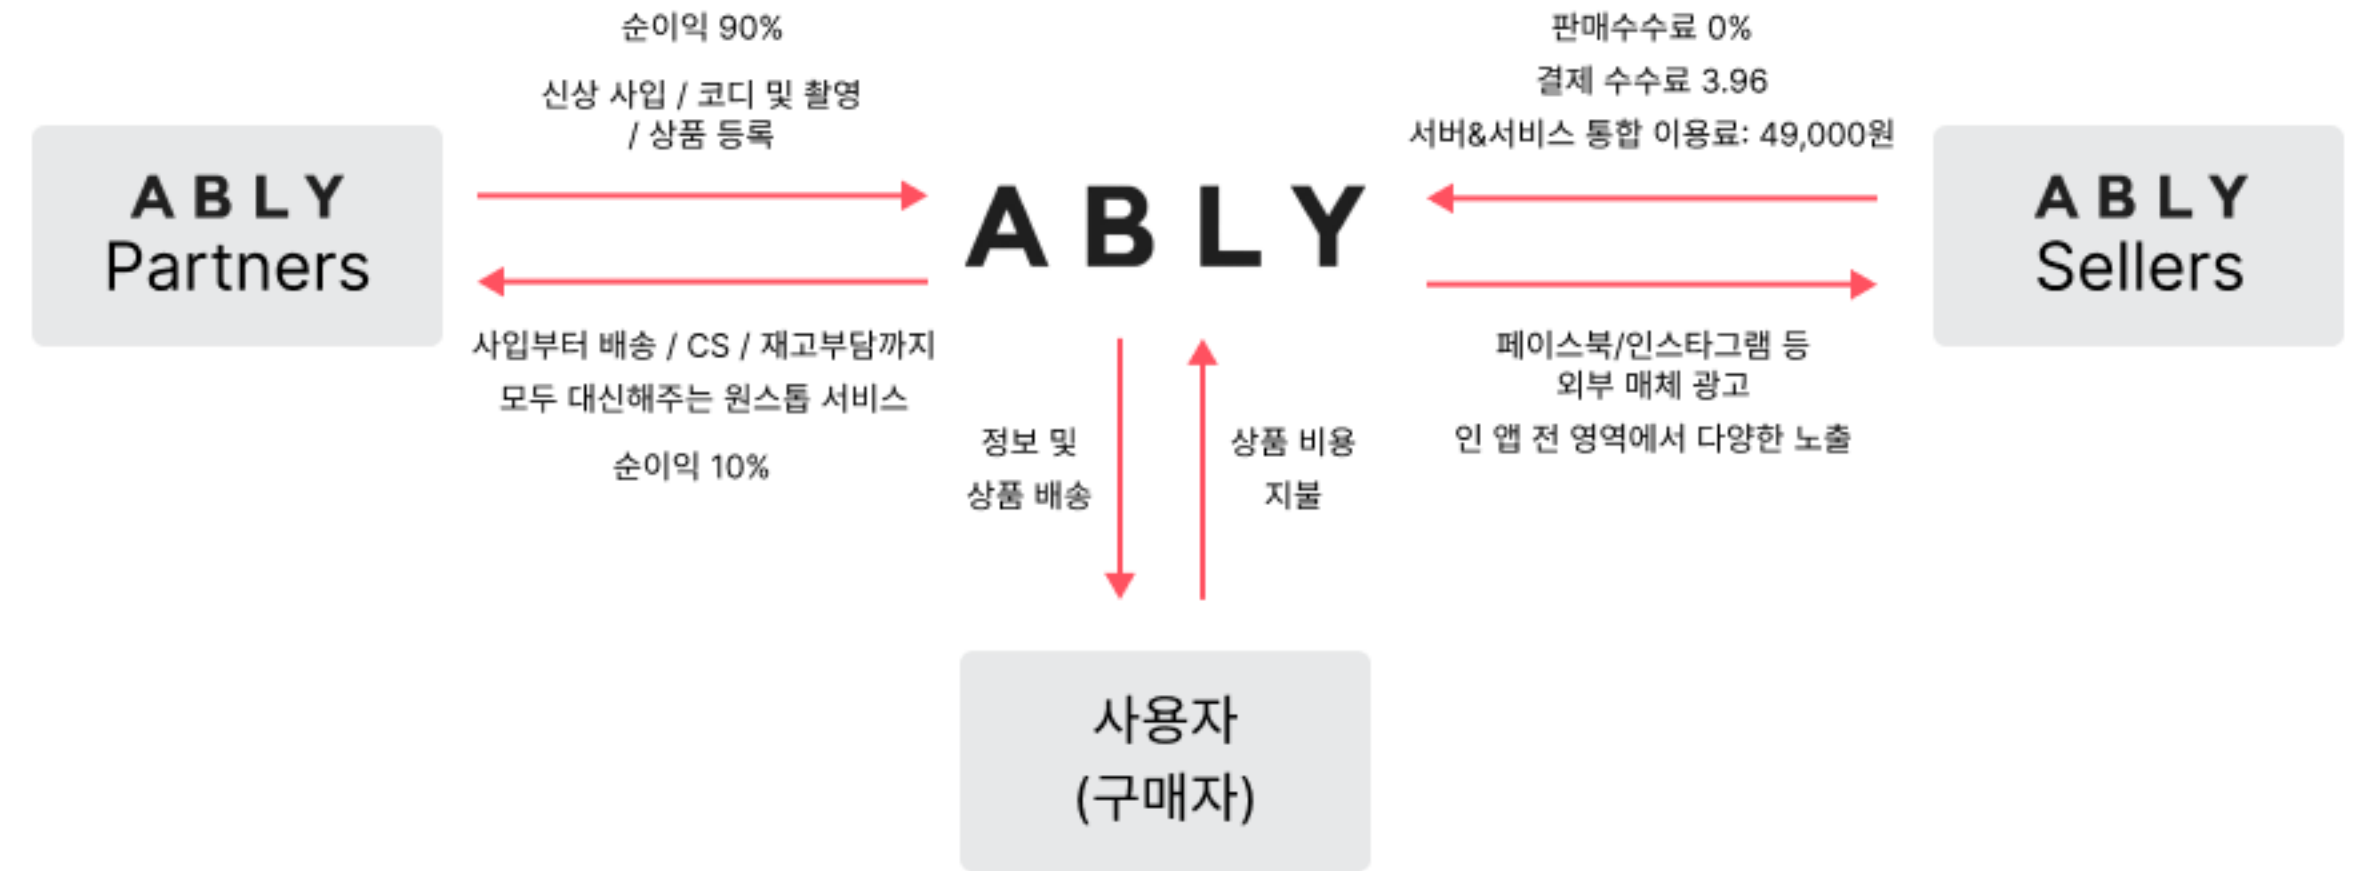 순이익 90%
신상 사입 / 코디 및 촬영
/ 상품 등록
ABLY
Partners
사입부터 배송 / CS / 재고부담까지
모두 대신해주는 원스톱 서비스
순이익 10%
ABLY
판매수수료 0%
결제 수수료 3.96
서버&서비스 통합 이용료: 49,000원
ABLY
Sellers
페이스북/인스타그램 등
외부 매체 광고
인 앱 전 영역에서 다양한 노출
정보 및
상품 배송
상품 비용
지불
사용자
(구매자)